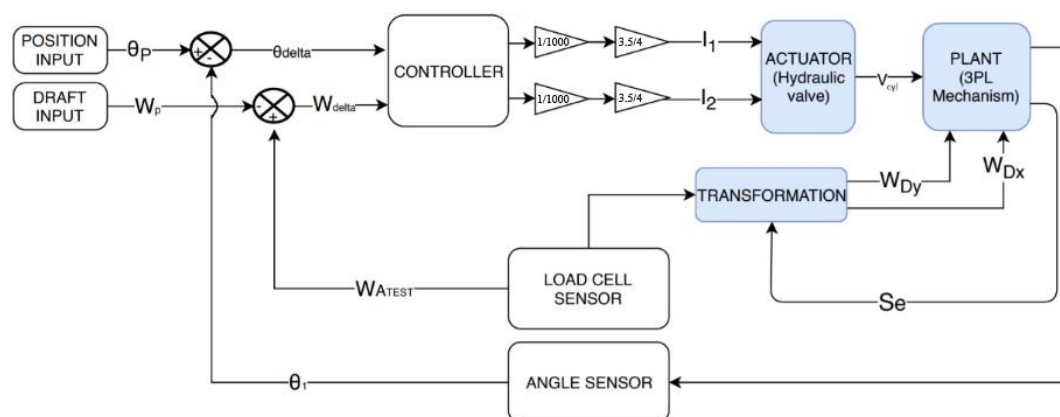 POSITION
INPUT
θP
+
-
θdelta
DRAFT
INPUT
Wp
-
+
Wdelta
CONTROLLER
1/1000
3.5/4
I1
1/1000
3.5/4
I2
ACTUATOR
(Hydraulic
valve)
Vcyl
PLANT
(3PL
Mechanism)
TRANSFORMATION
WDy
WDx
LOAD CELL
SENSOR
WATEST
Se
ANGLE SENSOR
θ1